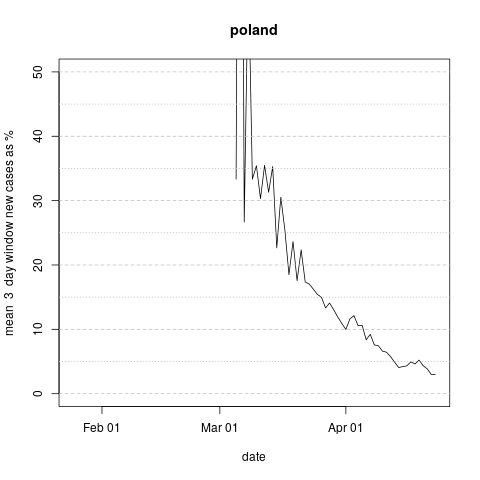 poland
mean 3 day window new cases as %
50
40
30
20
10
0
Feb 01
Mar 01
Apr 01
date